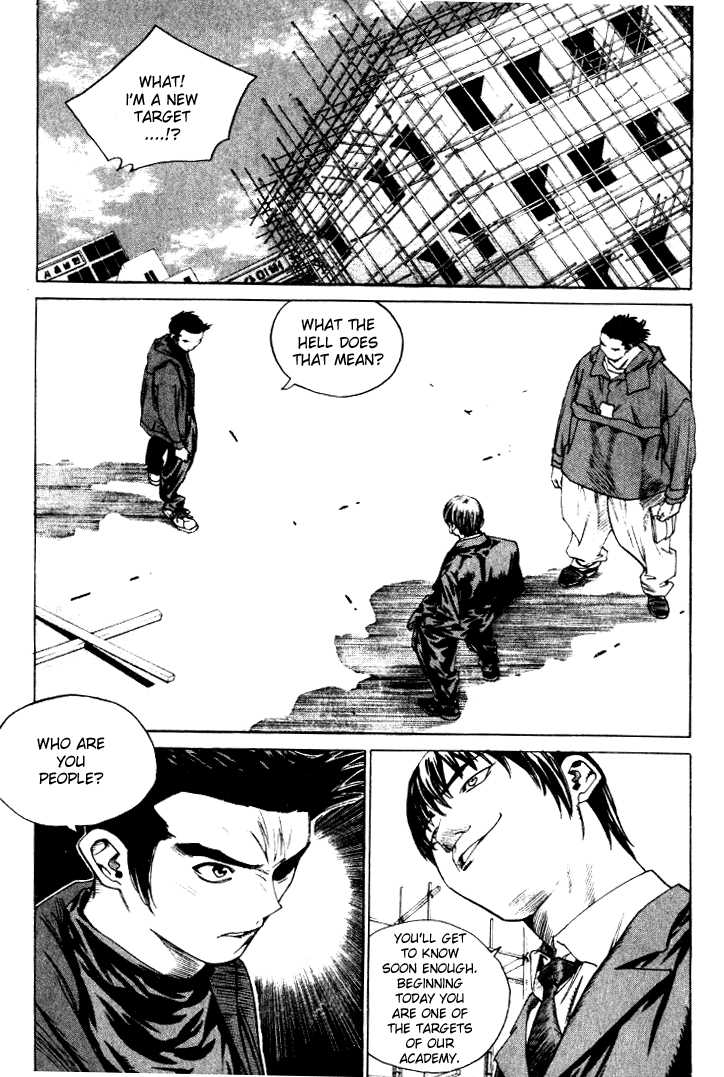 WHAT!
I'M A NEW
TARGET
....!?
WHAT THE
HELL DOES
THAT MEAN?
WHO ARE
YOU
PEOPLE?
YOU'LL GET
TO KNOW
SOON ENOUGH.
BEGINNING
TODAY YOU
ARE ONE
OF THE
TARGETS
OF OUR
ACADEMY.